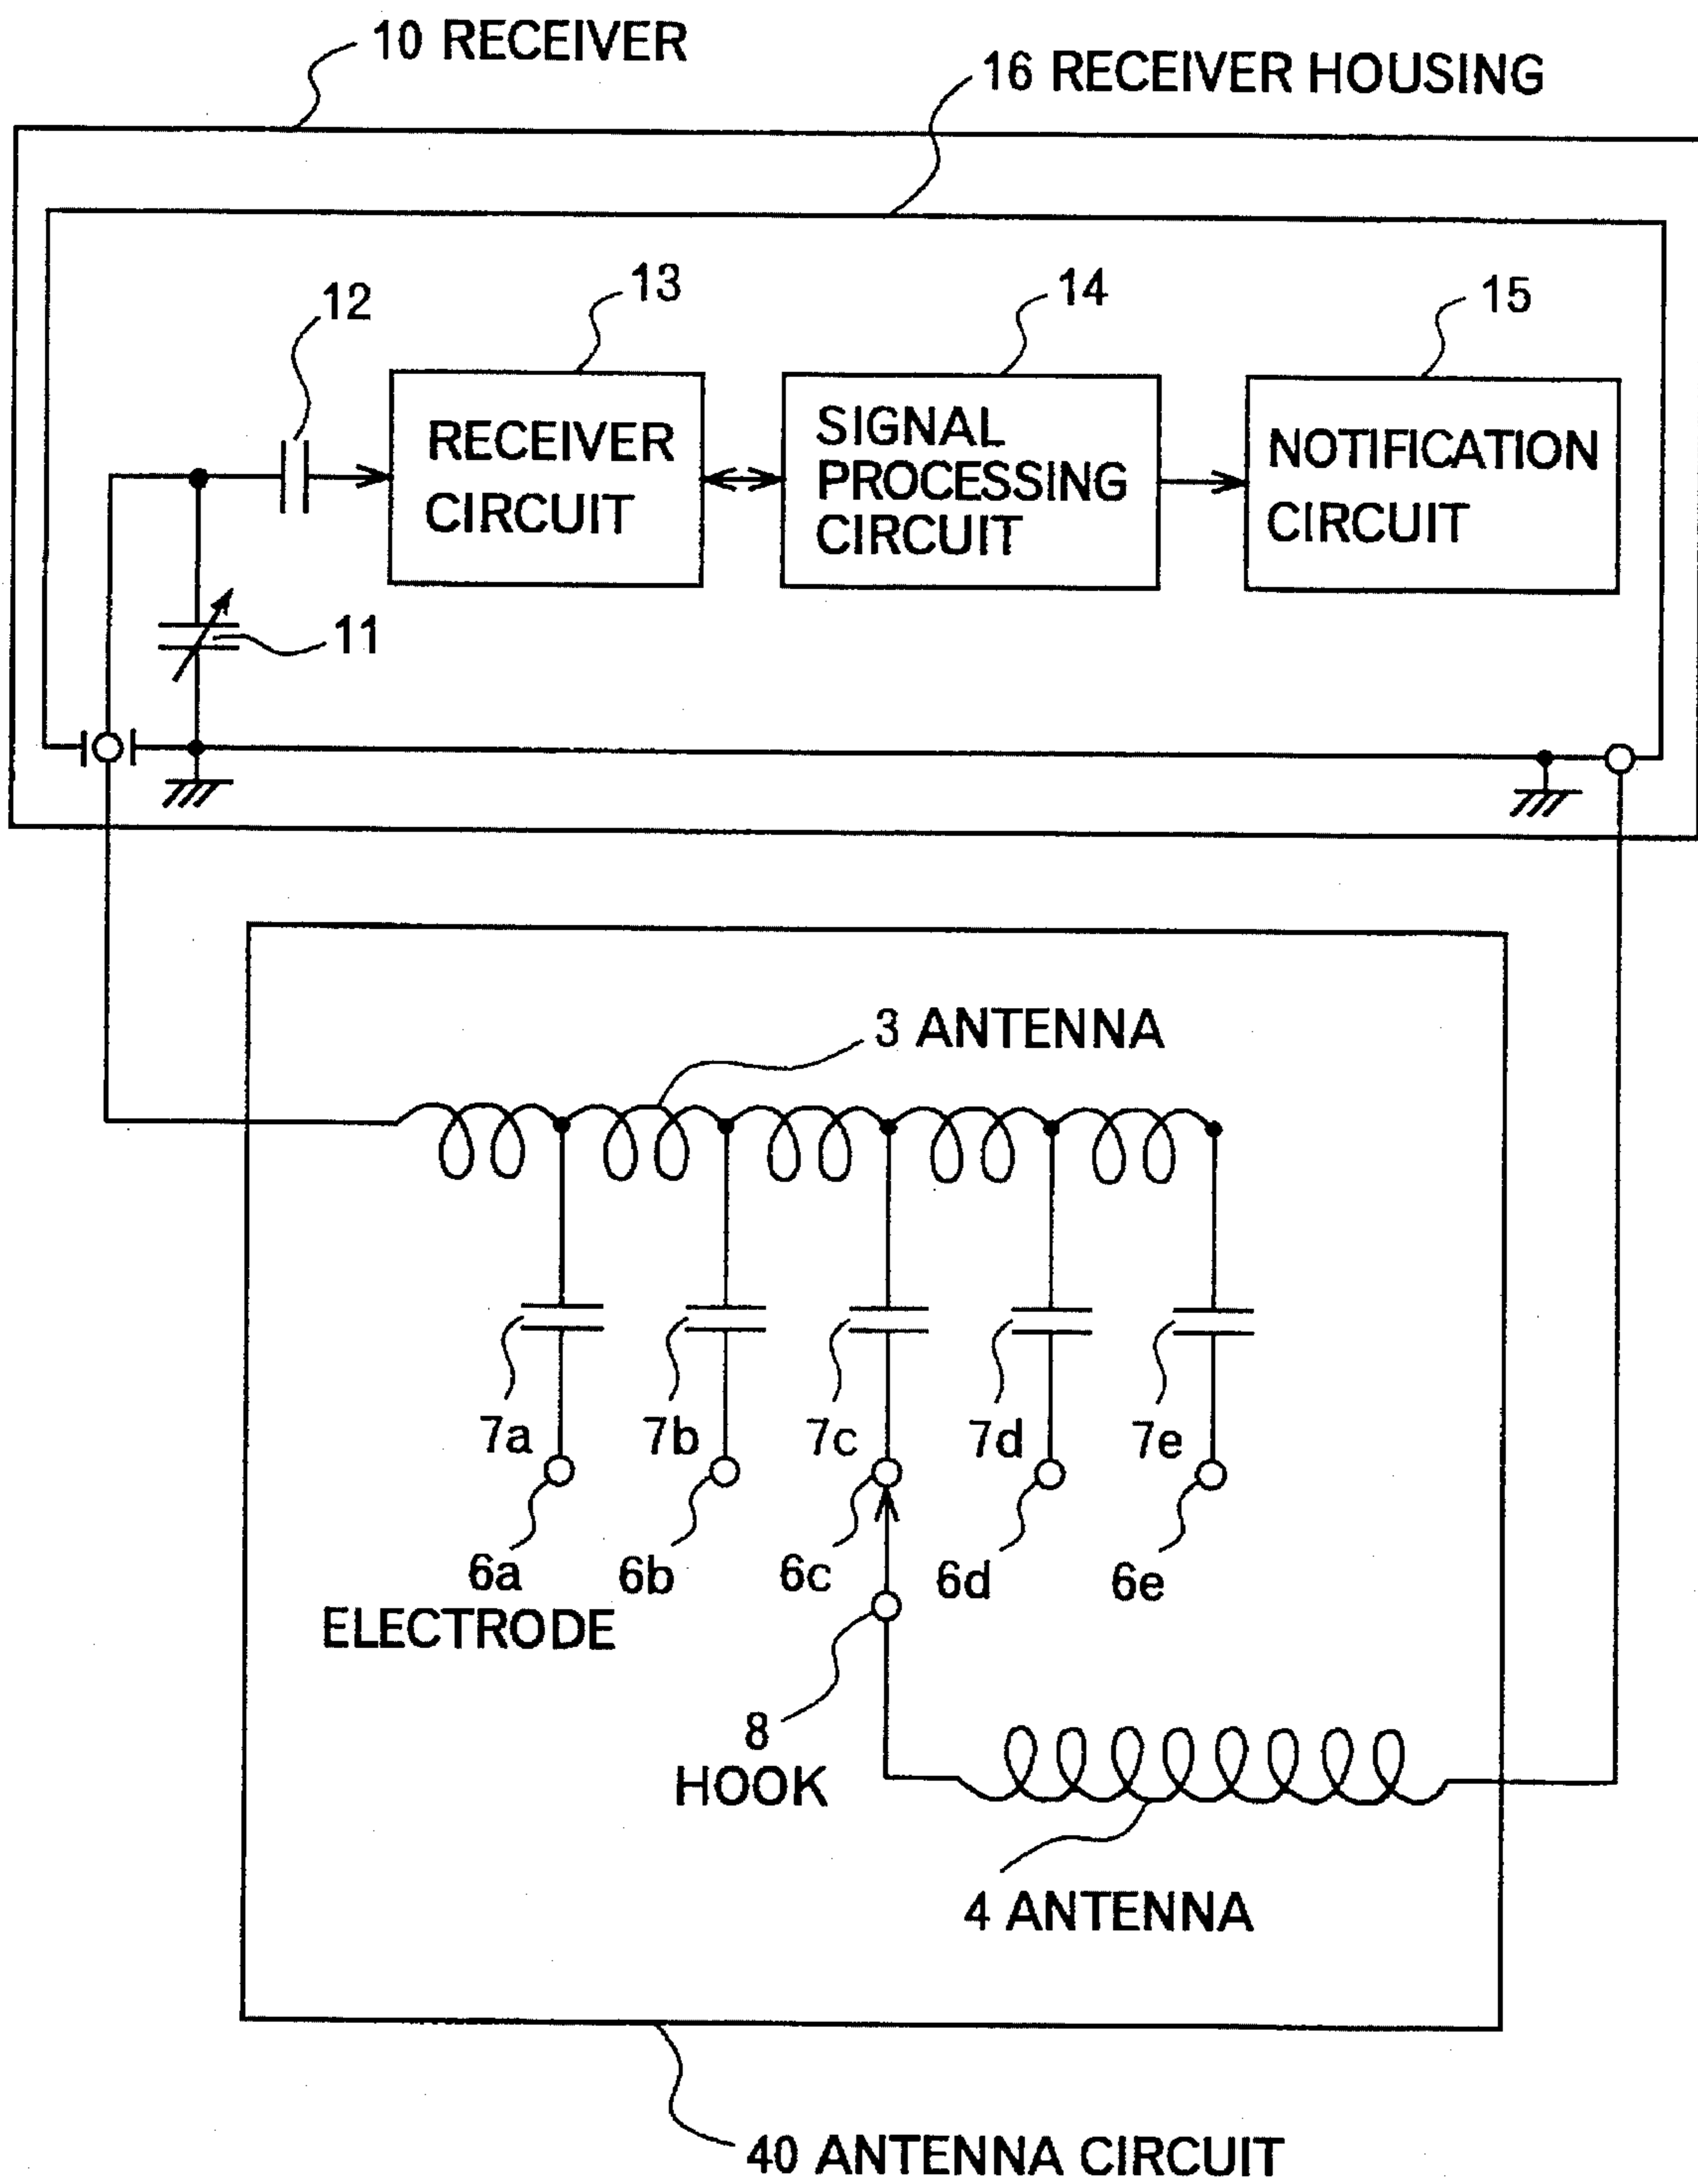 10 RECEIVER
16 RECEIVER HOUSING
12
13
14
15
RECEIVER
CIRCUIT
SIGNAL
PROCESSING
CIRCUIT
NOTIFICATION
CIRCUIT
11
3 ANTENNA
7a
7b
7c
7d
7e
6a
6b
6c
6d
6e
ELECTRODE
8
HOOK
4 ANTENNA
40 ANTENNA CIRCUIT